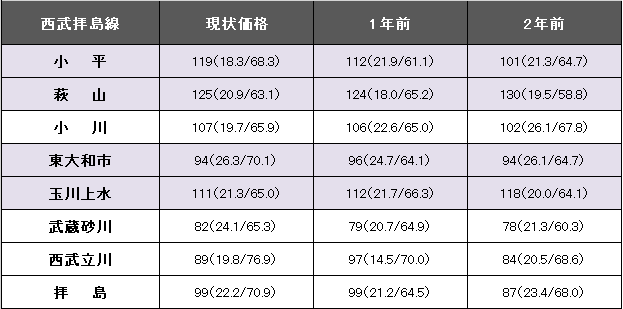 西武拝島線 現状価格 1年前 2年前
小 平 119(18.3/68.3) 112(21.9/61.1) 101(21.3/64.7)
萩 山 125(20.9/63.1) 124(18.0/65.2) 130(19.5/58.8)
小 川 107(19.7/65.9) 106(22.6/65.0) 102(26.1/67.8)
東大和市 94(26.3/70.1) 96(24.7/64.1) 94(26.1/64.7)
玉川上水 111(21.3/65.0) 112(21.7/66.3) 118(20.0/64.1)
武蔵砂川 82(24.1/65.3) 79(20.7/64.9) 78(21.3/60.3)
西武立川 89(19.8/76.9) 97(14.5/70.0) 84(20.5/68.6)
拝 島 99(22.2/70.9) 99(21.2/64.5) 87(23.4/68.0)